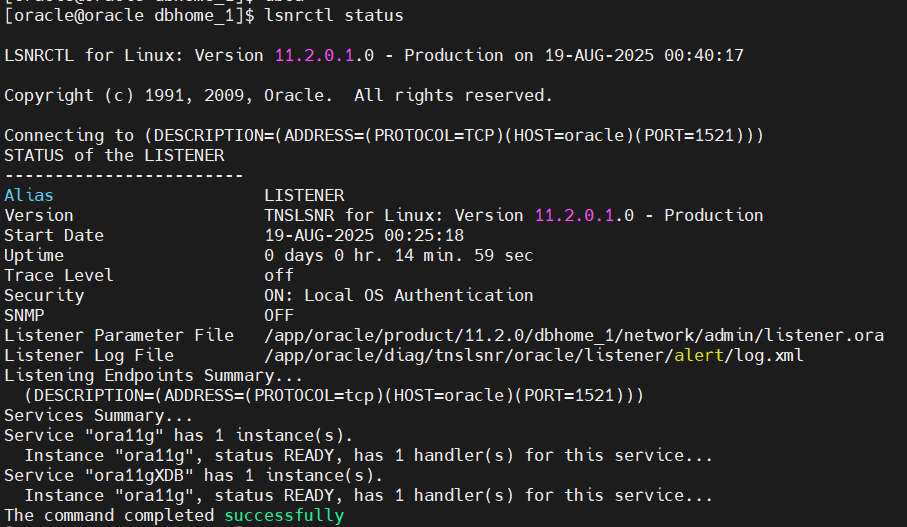 [oracle@oracle dbhome_1]$ lsnrctl status
LSNRCTL for Linux: Version 11.2.0.1.0 - Production on 19-AUG-2025 00:40:17
Copyright (c) 1991, 2009, Oracle.  All rights reserved.
Connecting to (DESCRIPTION=(ADDRESS=(PROTOCOL=TCP)(HOST=oracle)(PORT=1521)))
STATUS of the LISTENER
------------------------
Alias                     LISTENER
Version                   TNSLSNR for Linux: Version 11.2.0.1.0 - Production
Start Date                19-AUG-2025 00:25:18
Uptime                    0 days 0 hr. 14 min. 59 sec
Trace Level               off
Security                  ON: Local OS Authentication
SNMP                      OFF
Listener Parameter File   /app/oracle/product/11.2.0/dbhome_1/network/admin/listener.ora
Listener Log File         /app/oracle/diag/tnslsnr/oracle/listener/alert/log.xml
Listening Endpoints Summary...
  (DESCRIPTION=(ADDRESS=(PROTOCOL=tcp)(HOST=oracle)(PORT=1521)))
Services Summary...
Service "ora11g" has 1 instance(s).
  Instance "ora11g", status READY, has 1 handler(s) for this service...
Service "ora11gXDB" has 1 instance(s).
  Instance "ora11g", status READY, has 1 handler(s) for this service...
The command completed successfully